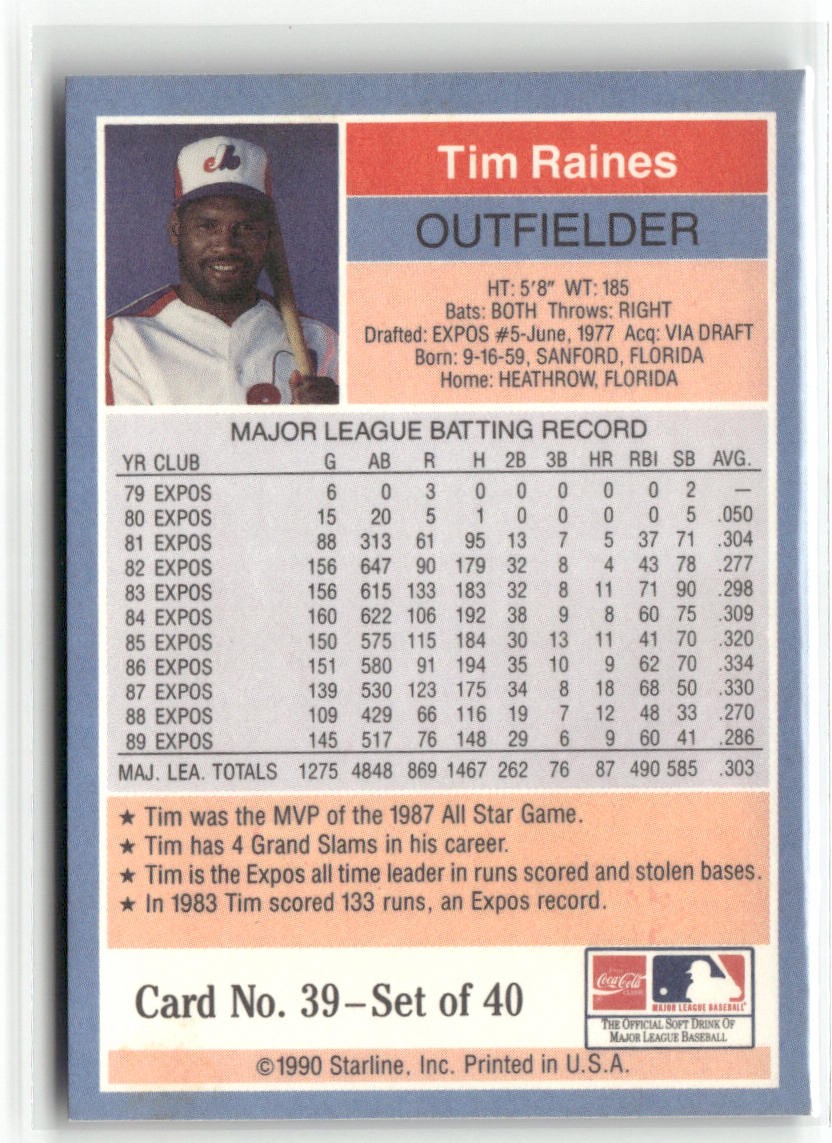 Tim Raines
OUTFIELDER
HT: 5'8" WT: 185
Bats: BOTH Throws: RIGHT
Drafted: EXPOS #5-June, 1977 Acq: VIA DRAFT
Born: 9-16-59, SANFORD, FLORIDA
Home: HEATHROW, FLORIDA
MAJOR LEAGUE BATTING RECORD
YR CLUB G AB R H 2B 3B HR RBI SB AVG.
79 EXPOS 6 0 3 0 0 0 0 0 2 —
80 EXPOS 15 20 5 1 0 0 0 0 5 .050
81 EXPOS 88 313 61 95 13 7 5 37 71 .304
82 EXPOS 156 647 90 179 32 8 4 43 78 .277
83 EXPOS 156 615 133 183 32 8 11 71 90 .298
84 EXPOS 160 622 106 192 38 9 8 60 75 .309
85 EXPOS 150 575 115 184 30 13 11 41 70 .320
86 EXPOS 151 580 91 194 35 10 9 62 70 .334
87 EXPOS 139 530 123 175 34 8 18 68 50 .330
88 EXPOS 109 429 66 116 19 7 12 48 33 .270
89 EXPOS 145 517 76 148 29 6 9 60 41 .286
MAJ. LEA. TOTALS 1275 4848 869 1467 262 76 87 490 585 .303
★ Tim was the MVP of the 1987 All Star Game.
★ Tim has 4 Grand Slams in his career.
★ Tim is the Expos all time leader in runs scored and stolen bases.
★ In 1983 Tim scored 133 runs, an Expos record.
Card No. 39–Set of 40
Coca-Cola
CLASSIC
MAJOR LEAGUE BASEBALL®
THE OFFICIAL SOFT DRINK OF
MAJOR LEAGUE BASEBALL
©1990 Starline, Inc. Printed in U.S.A.